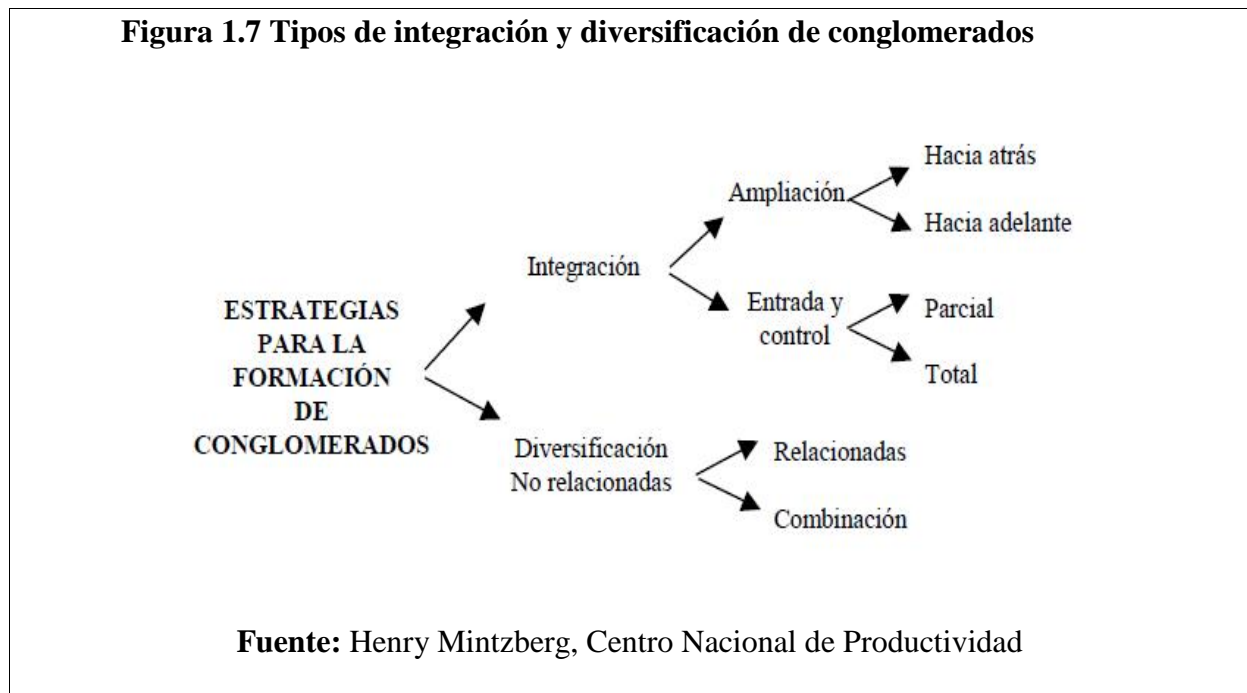 Figura 1.7 Tipos de integración y diversificación de conglomerados
ESTRATEGIAS
PARA LA
FORMACIÓN
DE
CONGLOMERADOS
Integración
Ampliación
Hacia atrás
Hacia adelante
Entrada y
control
Parcial
Total
Diversificación
No relacionadas
Relacionadas
Combinación
Fuente: Henry Mintzberg, Centro Nacional de Productividad